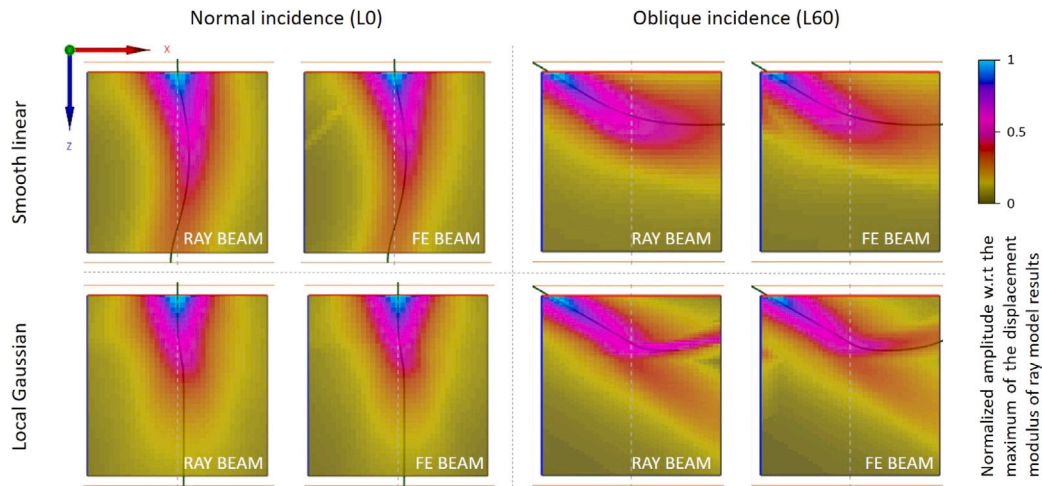 Normal incidence (L0)
Oblique incidence (L60)
X
Z
Smooth linear
RAY BEAM
FE BEAM
RAY BEAM
FE BEAM
1
0.5
0
Local Gaussian
RAY BEAM
FE BEAM
RAY BEAM
FE BEAM
Normalized amplitude w.r.t the
maximum of the displacement
modulus of ray model results